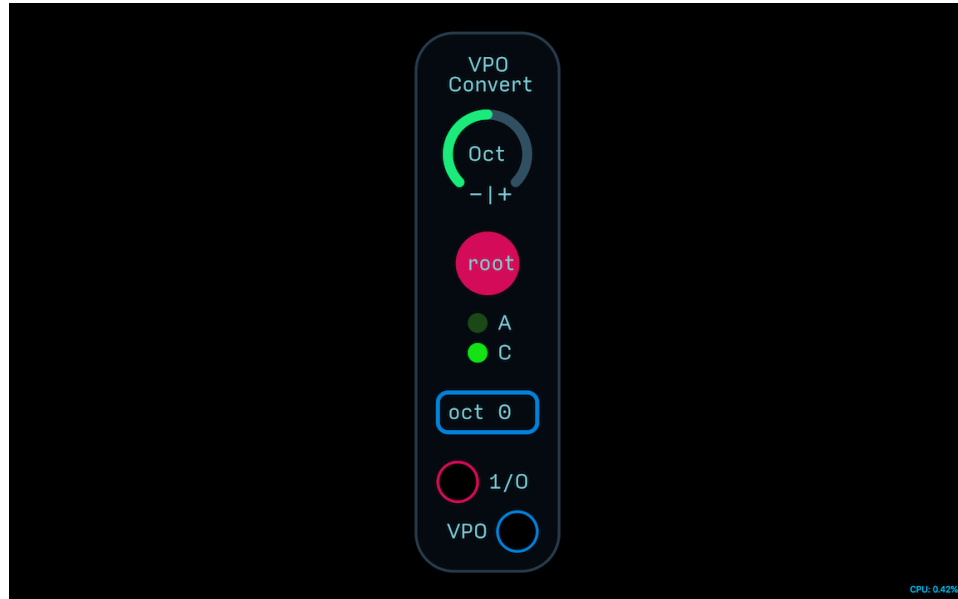 VPO
Convert
Oct
-|+
root
A
C
oct 0
1/O
VPO
CPU: 0.42%